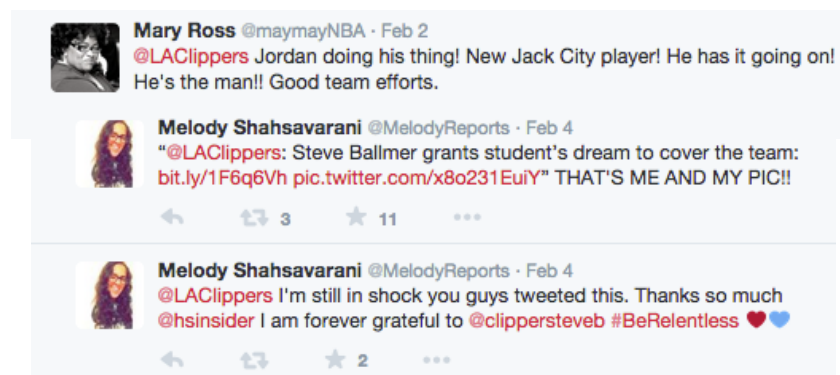 Mary Ross @maymayNBA · Feb 2
@LAClippers Jordan doing his thing! New Jack City player! He has it going on!
He's the man!! Good team efforts.
Melody Shahsavarani @MelodyReports · Feb 4
“@LAClippers: Steve Ballmer grants student’s dream to cover the team:
bit.ly/1F6q6Vh pic.twitter.com/x8o231EuiY” THAT'S ME AND MY PIC!!
3 11
Melody Shahsavarani @MelodyReports · Feb 4
@LAClippers I'm still in shock you guys tweeted this. Thanks so much
@hsinsider I am forever grateful to @clippersteveb #BeRelentless ❤💙
2